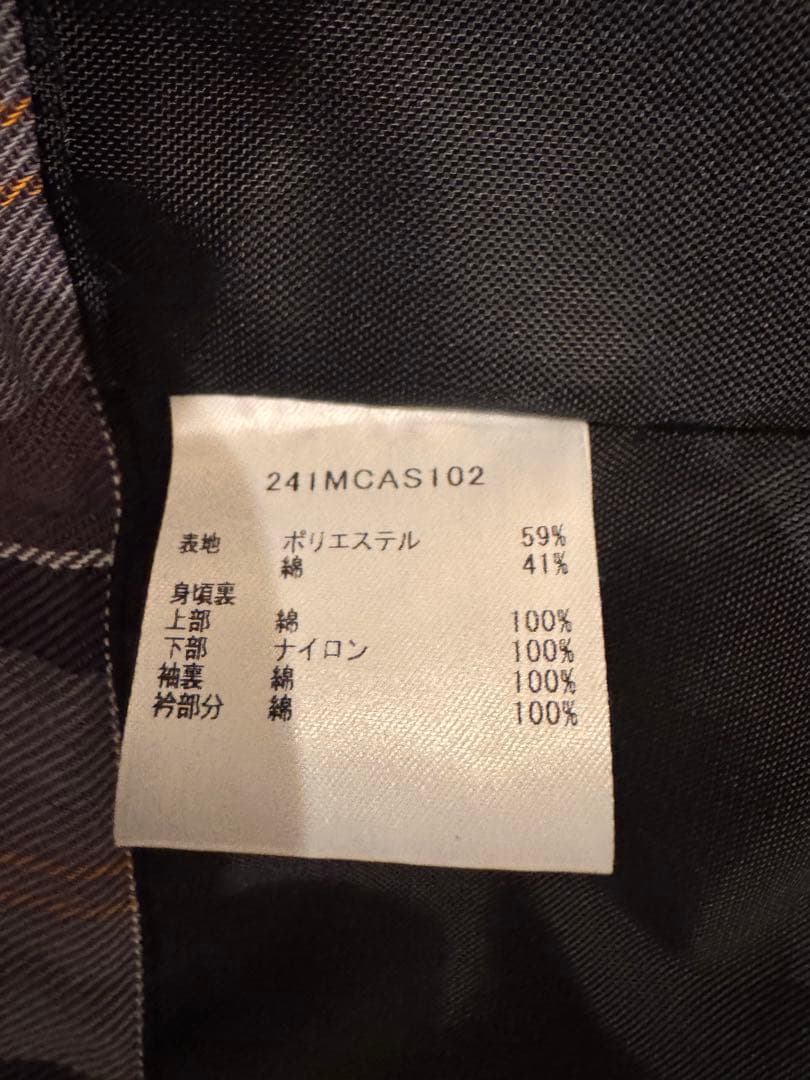 241MCAS102
表地 ポリエステル 59%
綿 41%
身頃裏
上部 綿 100%
下部 ナイロン 100%
袖裏 綿 100%
衿部分 綿 100%